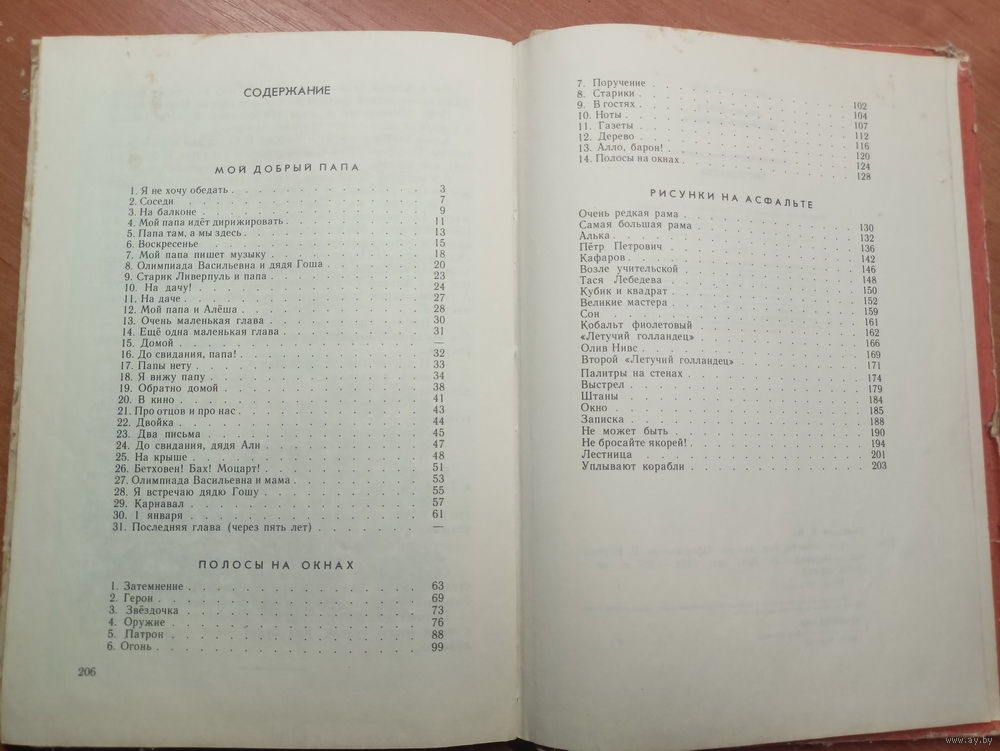 СОДЕРЖАНИЕ
МОЙ ДОБРЫЙ ПАПА
1. Я не хочу обедать . . . . . . . . . . 3
2. Соседи . . . . . . . . . . 7
3. На балконе . . . . . . . . . . 9
4. Мой папа идёт дирижировать . . . . . . . . . . 11
5. Папа там, а мы здесь . . . . . . . . . . 13
6. Воскресенье . . . . . . . . . . 15
7. Мой папа пишет музыку . . . . . . . . . . 18
8. Олимпиада Васильевна и дядя Гоша . . . . . . . . . . 20
9. Старик Ливерпуль и папа . . . . . . . . . . 23
10. На дачу! . . . . . . . . . . 24
11. На даче . . . . . . . . . . 27
12. Мой папа и Алёша . . . . . . . . . . 28
13. Очень маленькая глава . . . . . . . . . . 30
14. Ещё одна маленькая глава . . . . . . . . . . 31
15. Домой . . . . . . . . . . —
16. До свидания, папа! . . . . . . . . . . 32
17. Папы нету . . . . . . . . . . 33
18. Я вижу папу . . . . . . . . . . 34
19. Обратно домой . . . . . . . . . . 38
20. В кино . . . . . . . . . . 41
21. Про отцов и про нас . . . . . . . . . . 43
22. Двойка . . . . . . . . . . 44
23. Два письма . . . . . . . . . . 45
24. До свидания, дядя Али . . . . . . . . . . 47
25. На крыше . . . . . . . . . . 48
26. Бетховен! Бах! Моцарт! . . . . . . . . . . 51
27. Олимпиада Васильевна и мама . . . . . . . . . . 53
28. Я встречаю дядю Гошу . . . . . . . . . . 55
29. Карнавал . . . . . . . . . . 57
30. I января . . . . . . . . . . 61
31. Последняя глава (через пять лет) . . . . . . . . . . —
ПОЛОСЫ НА ОКНАХ
1. Затемнение . . . . . . . . . . 63
2. Герои . . . . . . . . . . 69
3. Звёздочка . . . . . . . . . . 73
4. Оружие . . . . . . . . . . 76
5. Патрон . . . . . . . . . . 88
6. Огонь . . . . . . . . . . 99
206
7. Поручение . . . . . . . . . . 102
8. Старики . . . . . . . . . . 104
9. В гостях . . . . . . . . . . 107
10. Ноты . . . . . . . . . . 112
11. Газеты . . . . . . . . . . 116
12. Дерево . . . . . . . . . . 120
13. Алло, барон! . . . . . . . . . . 124
14. Полосы на окнах . . . . . . . . . . 128
РИСУНКИ НА АСФАЛЬТЕ
Очень редкая рама . . . . . . . . . . 130
Самая большая рама . . . . . . . . . . 132
Алька . . . . . . . . . . 136
Пётр Петрович . . . . . . . . . . 142
Кафаров . . . . . . . . . . 146
Возле учительской . . . . . . . . . . 148
Тася Лебедева . . . . . . . . . . 150
Кубик и квадрат . . . . . . . . . . 152
Великие мастера . . . . . . . . . . 159
Сон . . . . . . . . . . 161
Кобальт фиолетовый . . . . . . . . . . 162
«Летучий голландец» . . . . . . . . . . 166
Олив Нивс . . . . . . . . . . 169
Второй «Летучий голландец» . . . . . . . . . . 171
Палитры на стенах . . . . . . . . . . 174
Выстрел . . . . . . . . . . 179
Штаны . . . . . . . . . . 184
Окно . . . . . . . . . . 185
Записка . . . . . . . . . . 188
Не может быть . . . . . . . . . . 190
Не бросайте якорей! . . . . . . . . . . 194
Лестница . . . . . . . . . . 201
Уплывают корабли . . . . . . . . . . 203
www.ay.by